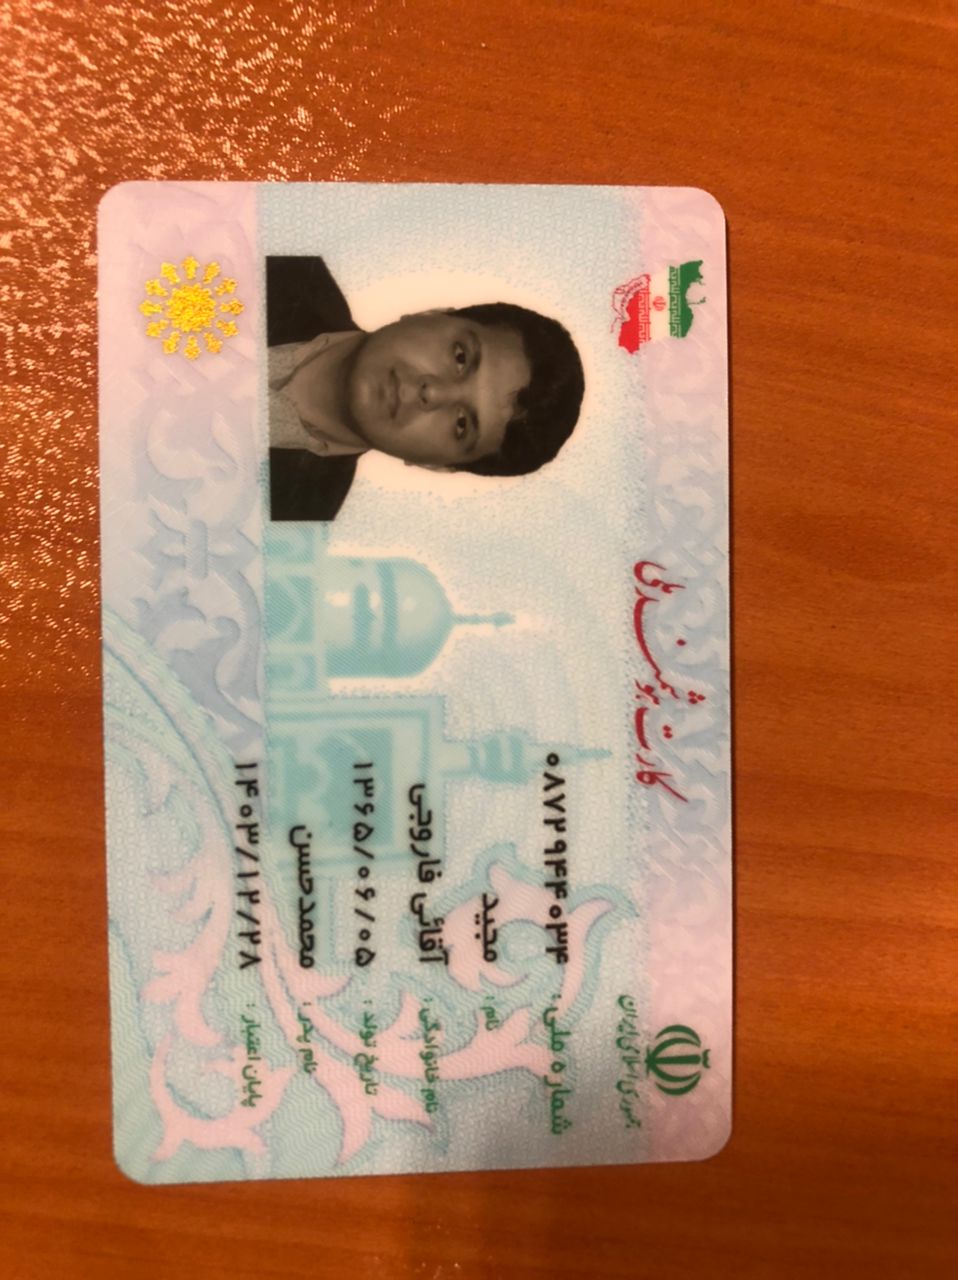 جمهوری اسلامی ایران
کارت هوشمند ملی
شماره ملی : ۰۸۷۲۹۴۴۰۳۴
نام : مجید
نام خانوادگی : آقائی فاروجی
تاریخ تولد : ۱۳۶۵/۰۶/۰۵
نام پدر : محمدحسن
پایان اعتبار : ۱۴۰۳/۱۲/۲۸